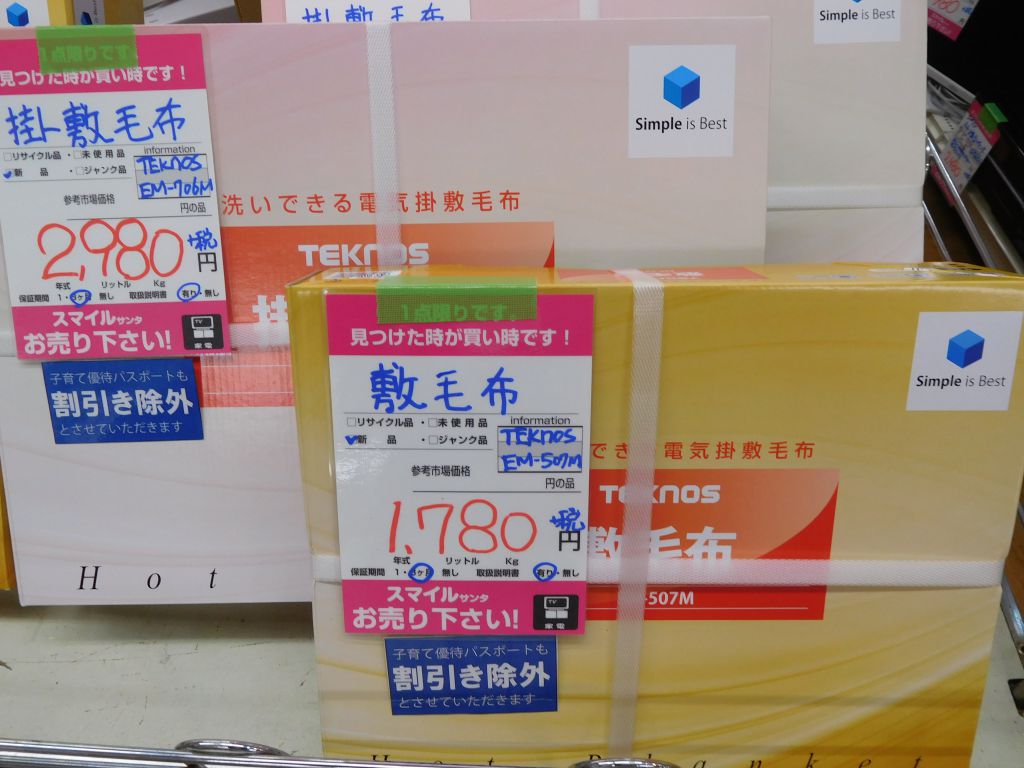 掛敷毛布
Simple is Best
1点限りです。
見つけた時が買い時です!
掛ト敷毛布
□リサイクル品・□未使用品
information
新品・□ジャンク品
TEKNOS
EM-706M
参考市場価格
円の品
2,980
+税
円
年式 リットル Kg
保証期間 1・3ヶ月 無し 取扱説明書 有り・無し
スマイルサンタ
お売り下さい!
TV
家電
子育て優待パスポートも
割引き除外
とさせていただきます
Simple is Best
洗いできる電気掛敷毛布
TEKNOS
Hot
1点限りです。
見つけた時が買い時です!
敷毛布
□リサイクル品・□未使用品
information
新品・□ジャンク品
TEKNOS
EM-507M
参考市場価格
円の品
1,780
+税
円
年式 リットル Kg
保証期間 1・3ヶ月 無し 取扱説明書 有り・無し
スマイルサンタ
お売り下さい!
TV
家電
子育て優待パスポートも
割引き除外
とさせていただきます
Simple is Best
できる電気掛敷毛布
TEKNOS
敷毛布
-507M
Hot Blanket